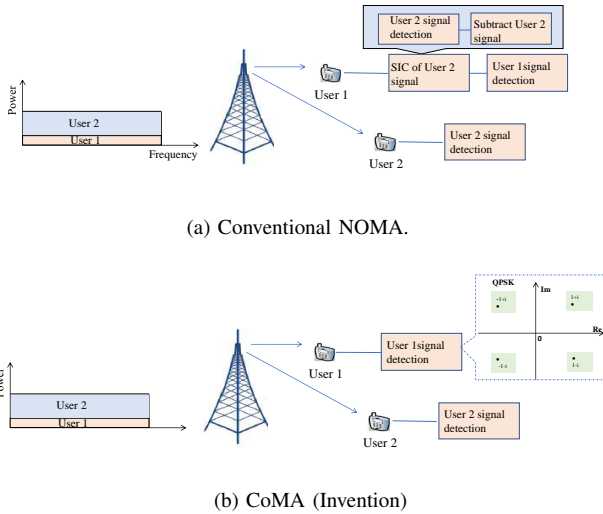 User 2 signal
detection
Subtract User 2
signal
Power
User 2
User 1
Frequency
User 1
SIC of User 2
signal
User 1signal
detection
User 2
User 2 signal
detection
(a) Conventional NOMA.
QPSK
Im
-1+i
1+i
Re
0
-1-i
1-i
Power
User 2
User 1
User 1
User 1signal
detection
User 2
User 2 signal
detection
(b) CoMA (Invention)